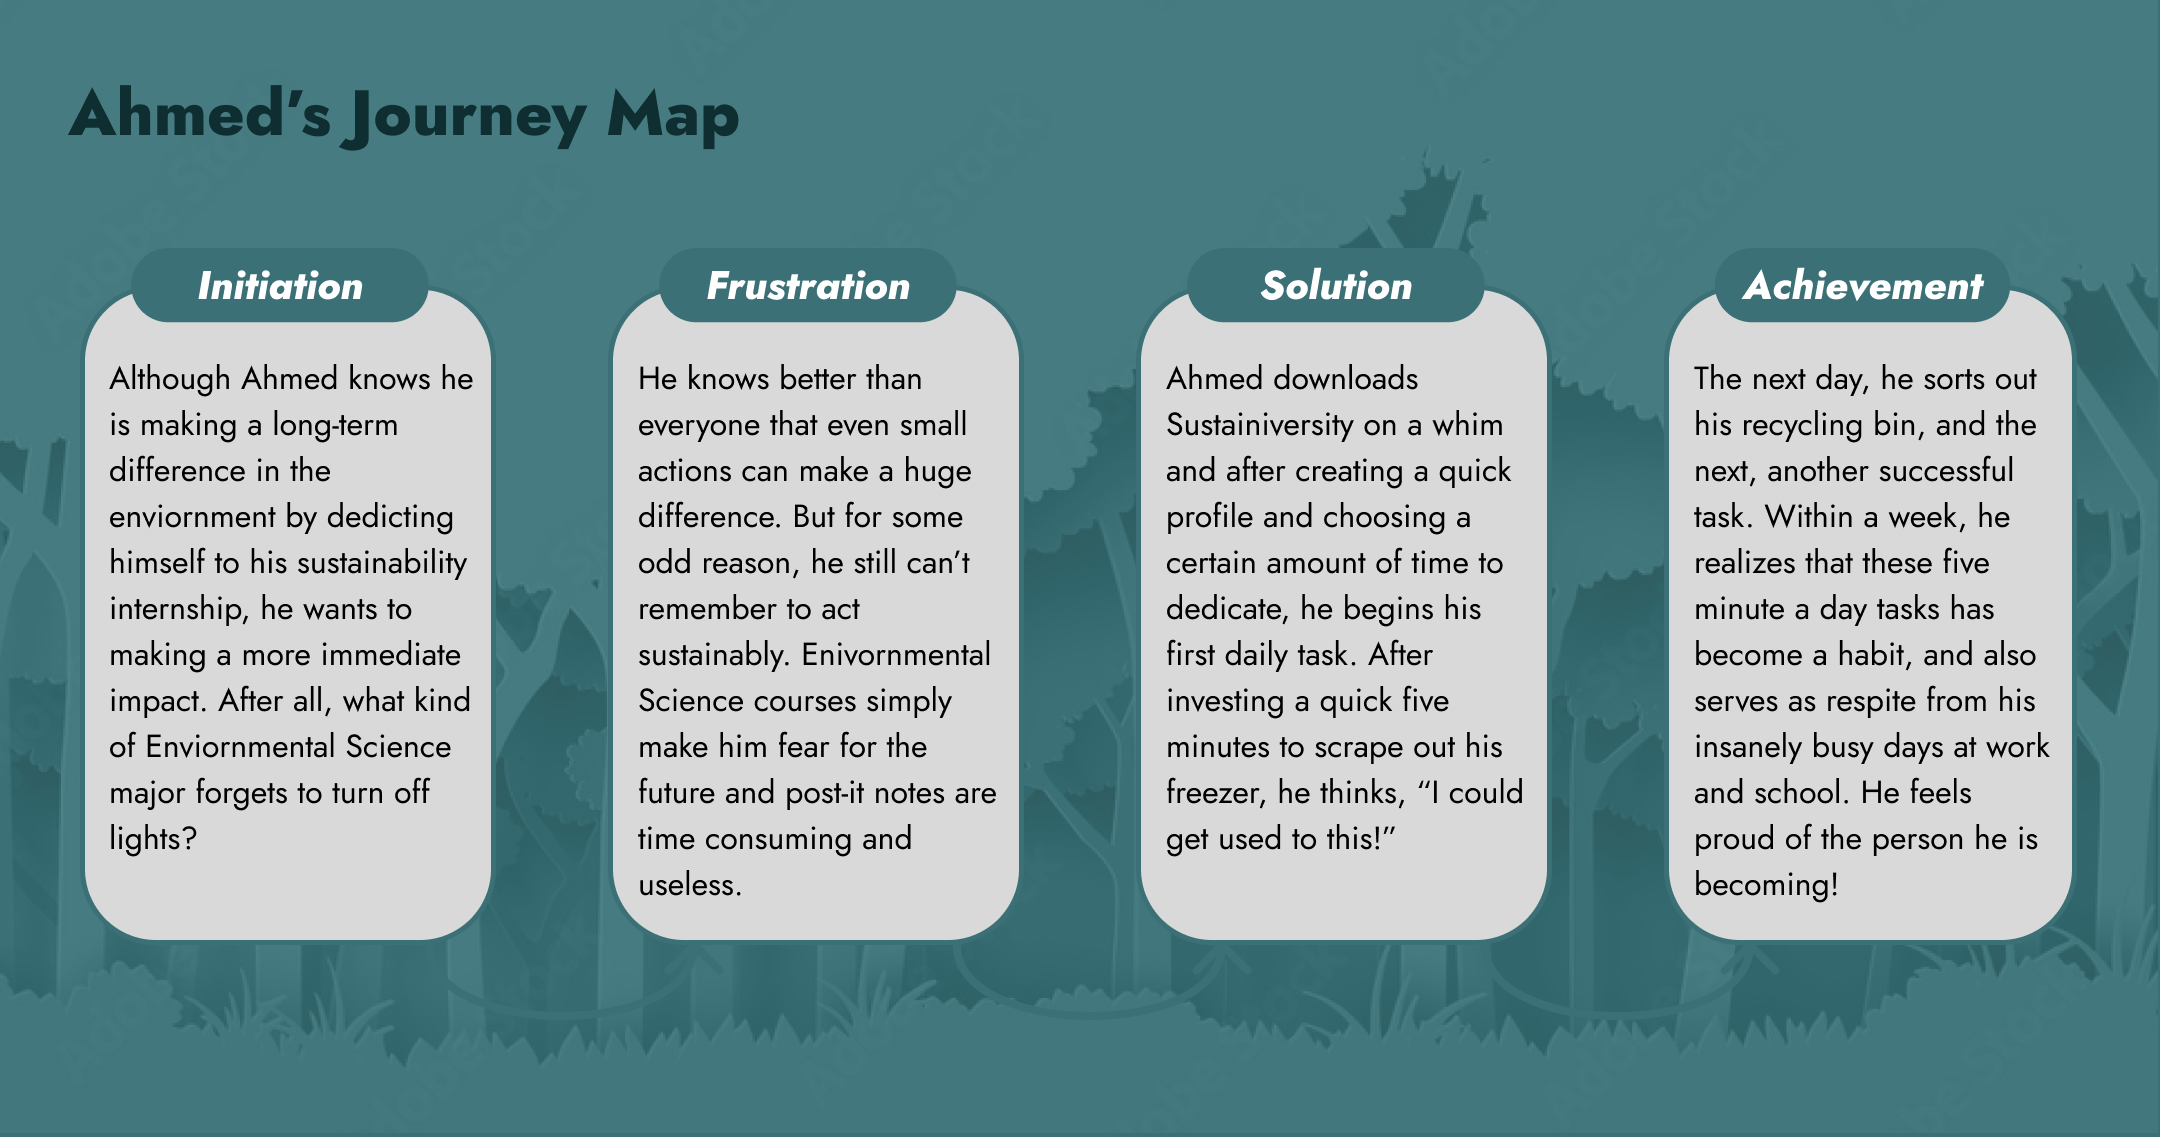 Ahmed's Journey Map
Initiation
Although Ahmed knows he
is making a long-term
difference in the
enviornment by dedicting
himself to his sustainability
internship, he wants to
making a more immediate
impact. After all, what kind
of Enviornmental Science
major forgets to turn off
lights?
Frustration
He knows better than
everyone that even small
actions can make a huge
difference. But for some
odd reason, he still can't
remember to act
sustainably. Enivornmental
Science courses simply
make him fear for the
future and post-it notes are
time consuming and
useless.
Solution
Ahmed downloads
Sustainiversity on a whim
and after creating a quick
profile and choosing a
certain amount of time to
dedicate, he begins his
first daily task. After
investing a quick five
minutes to scrape out his
freezer, he thinks, “I could
get used to this!”
Achievement
The next day, he sorts out
his recycling bin, and the
next, another successful
task. Within a week, he
realizes that these five
minute a day tasks has
become a habit, and also
serves as respite from his
insanely busy days at work
and school. He feels
proud of the person he is
becoming!
Adobe Stock